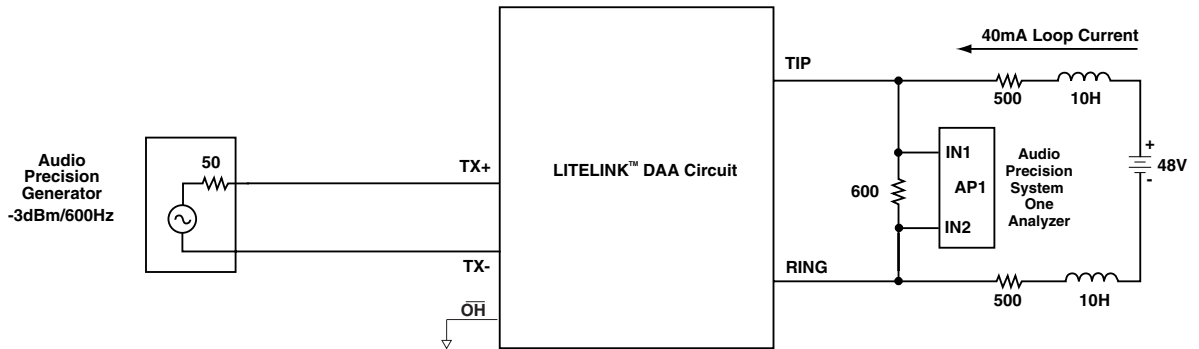 40mA Loop Current
TIP
500
10H
Audio
Precision
Generator
-3dBm/600Hz
50
TX+
LITELINK™ DAA Circuit
IN1
600
AP1
IN2
Audio
Precision
System
One
Analyzer
+
48V
-
TX-
RING
500
10H
OH